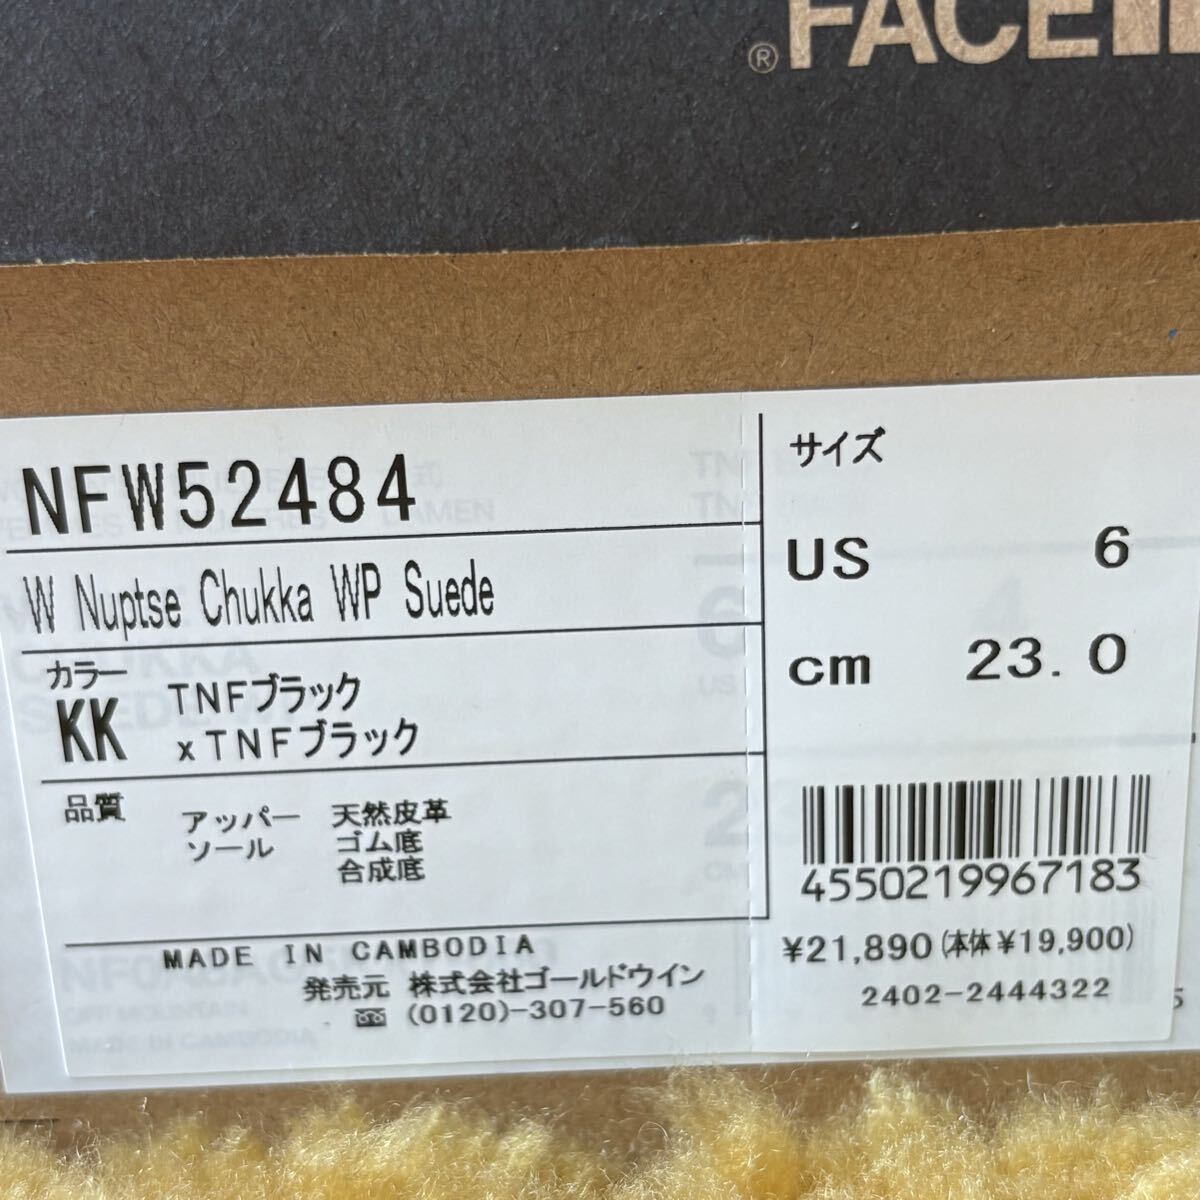 ® FACE
NFW52484
W Nuptse Chukka WP Suede
カラー
KK TNFブラック
xTNFブラック
品質 アッパー 天然皮革
ソール ゴム底
合成底
MADE IN CAMBODIA
発売元 株式会社ゴールドウイン
(0120)-307-560
サイズ
US 6
cm 23.0
4550219967183
¥21,890(本体¥19,900)
2402-2444322